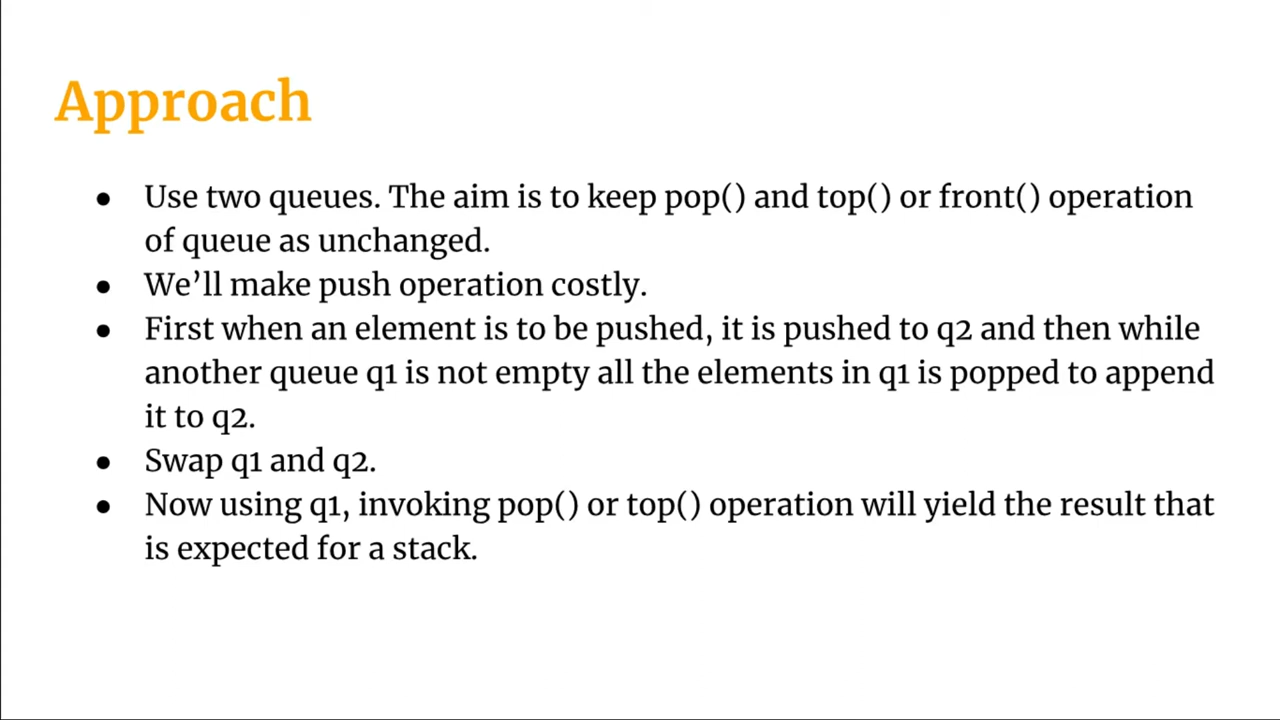 Approach
● Use two queues. The aim is to keep pop() and top() or front() operation
of queue as unchanged.
● We’ll make push operation costly.
● First when an element is to be pushed, it is pushed to q2 and then while
another queue q1 is not empty all the elements in q1 is popped to append
it to q2.
● Swap q1 and q2.
● Now using q1, invoking pop() or top() operation will yield the result that
is expected for a stack.